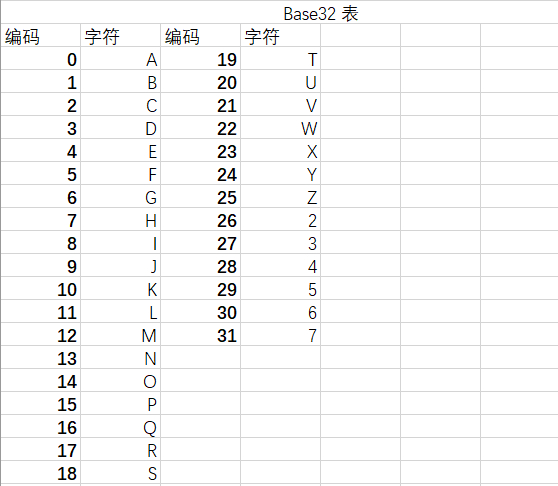 Base32 表
编码 字符 编码 字符
0 A 19 T
1 B 20 U
2 C 21 V
3 D 22 W
4 E 23 X
5 F 24 Y
6 G 25 Z
7 H 26 2
8 I 27 3
9 J 28 4
10 K 29 5
11 L 30 6
12 M 31 7
13 N
14 O
15 P
16 Q
17 R
18 S